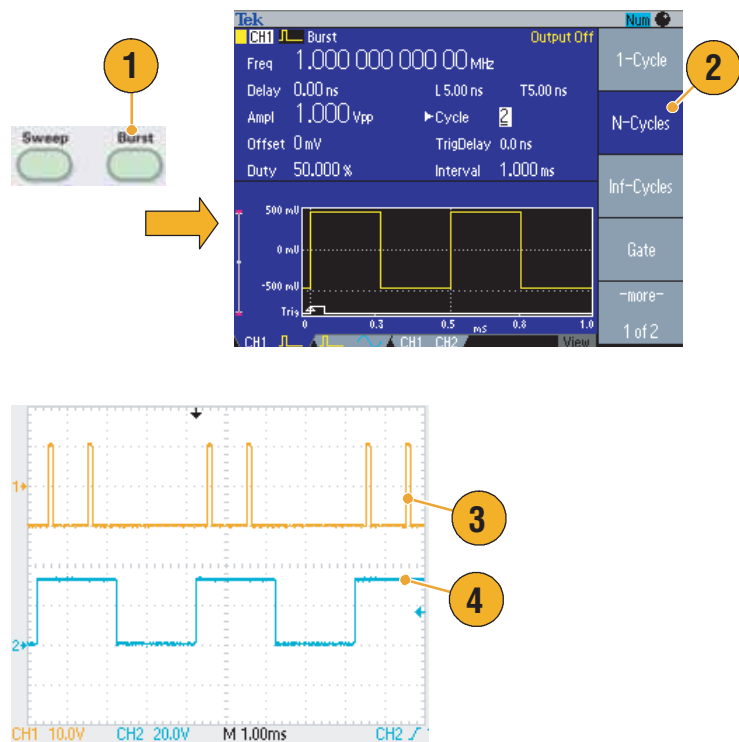 Tek
Num
CH1 Burst Output Off
Freq 1.000 000 000 00 MHz
Delay 0.00 ns L 5.00 ns T5.00 ns
Ampl 1.000 Vpp ►Cycle 2
Offset 0 mV TrigDelay 0.0 ns
Duty 50.000 % Interval 1.000 ms
1-Cycle
N-Cycles
Inf-Cycles
Gate
-more-
1 of 2
1
2
Sweep Burst
500 mV
0 mV
-500 mV
Trig
0 0.3 0.5 ms 0.8 1.0
CH1 CH1 CH2 View
1
3
4
2
CH1 10.0V CH2 20.0V M 1.00ms CH2